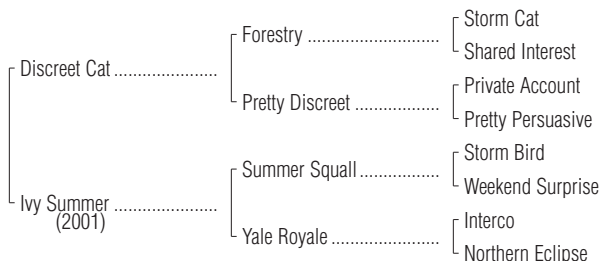 Storm Cat
Forestry ............................
Shared Interest
Discreet Cat ......................
Private Account
Pretty Discreet ..................
Pretty Persuasive
Storm Bird
Summer Squall .................
Weekend Surprise
Ivy Summer ......................
(2001)
Interco
Yale Royale .......................
Northern Eclipse